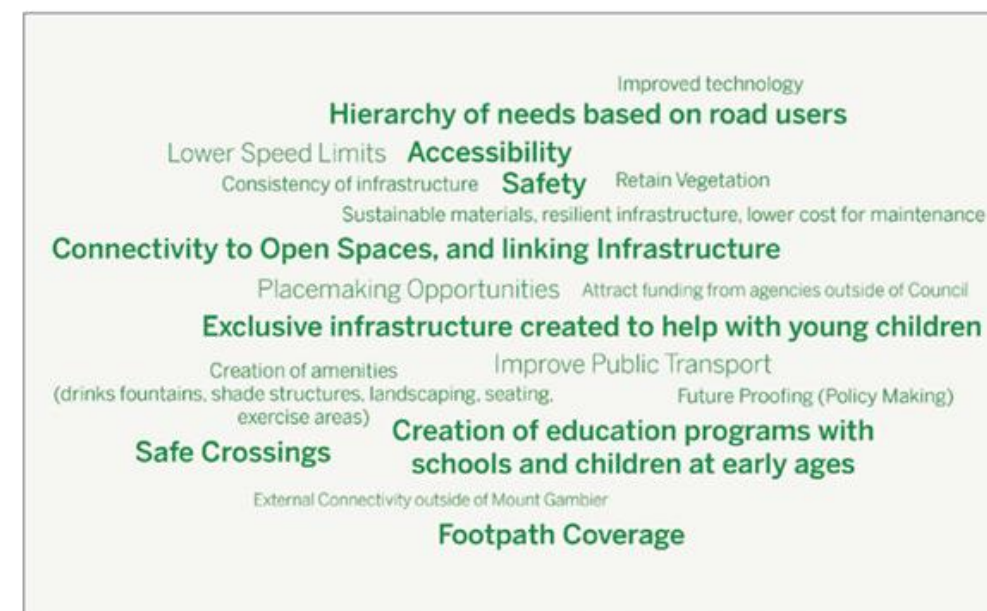 Improved technology
Hierarchy of needs based on road users
Lower Speed Limits Accessibility
Consistency of infrastructure Safety Retain Vegetation
Sustainable materials, resilient infrastructure, lower cost for maintenance
Connectivity to Open Spaces, and linking Infrastructure
Placemaking Opportunities Attract funding from agencies outside of Council
Exclusive infrastructure created to help with young children
Improve Public Transport
Creation of amenities
(drinks fountains, shade structures, landscaping, seating,
exercise areas)
Future Proofing (Policy Making)
Creation of education programs with
schools and children at early ages
Safe Crossings
External Connectivity outside of Mount Gambier
Footpath Coverage